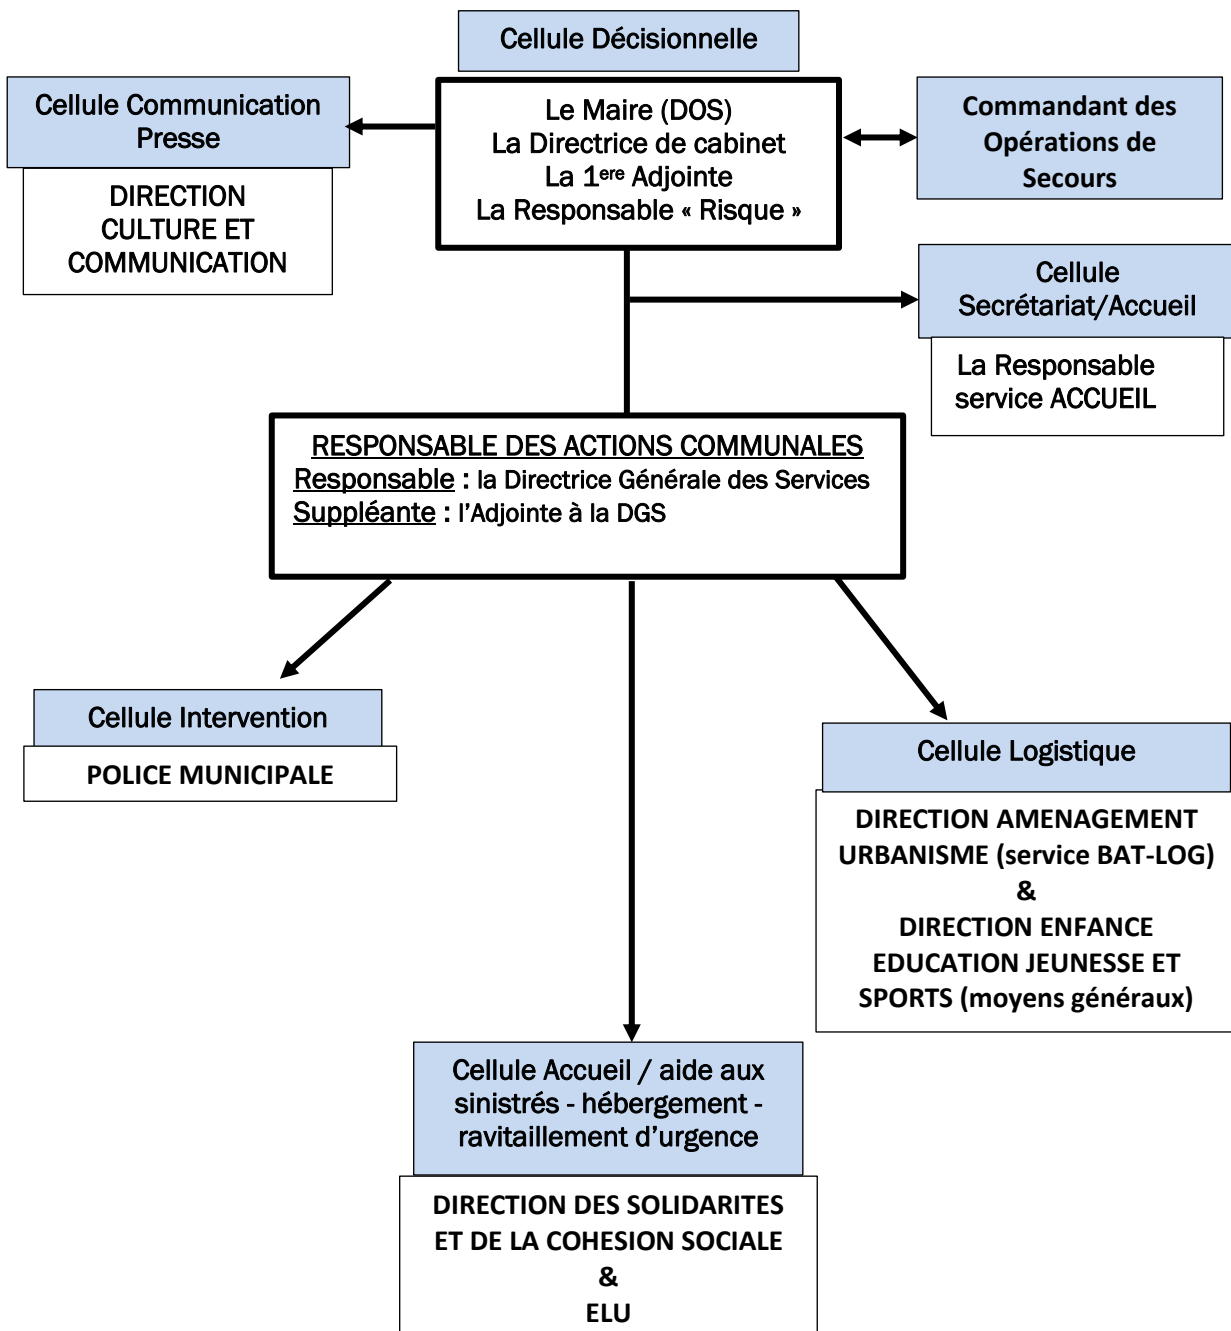 Cellule Décisionnelle
Cellule Communication
Presse
DIRECTION
CULTURE ET
COMMUNICATION
Le Maire (DOS)
La Directrice de cabinet
La 1ere Adjointe
La Responsable « Risque »
Commandant des
Opérations de
Secours
Cellule
Secrétariat/Accueil
La Responsable
service ACCUEIL
RESPONSABLE DES ACTIONS COMMUNALES
Responsable : la Directrice Générale des Services
Suppléante : l’Adjointe à la DGS
Cellule Intervention
POLICE MUNICIPALE
Cellule Logistique
DIRECTION AMENAGEMENT
URBANISME (service BAT-LOG)
&
DIRECTION ENFANCE
EDUCATION JEUNESSE ET
SPORTS (moyens généraux)
Cellule Accueil / aide aux
sinistrés - hébergement -
ravitaillement d’urgence
DIRECTION DES SOLIDARITES
ET DE LA COHESION SOCIALE
&
ELU